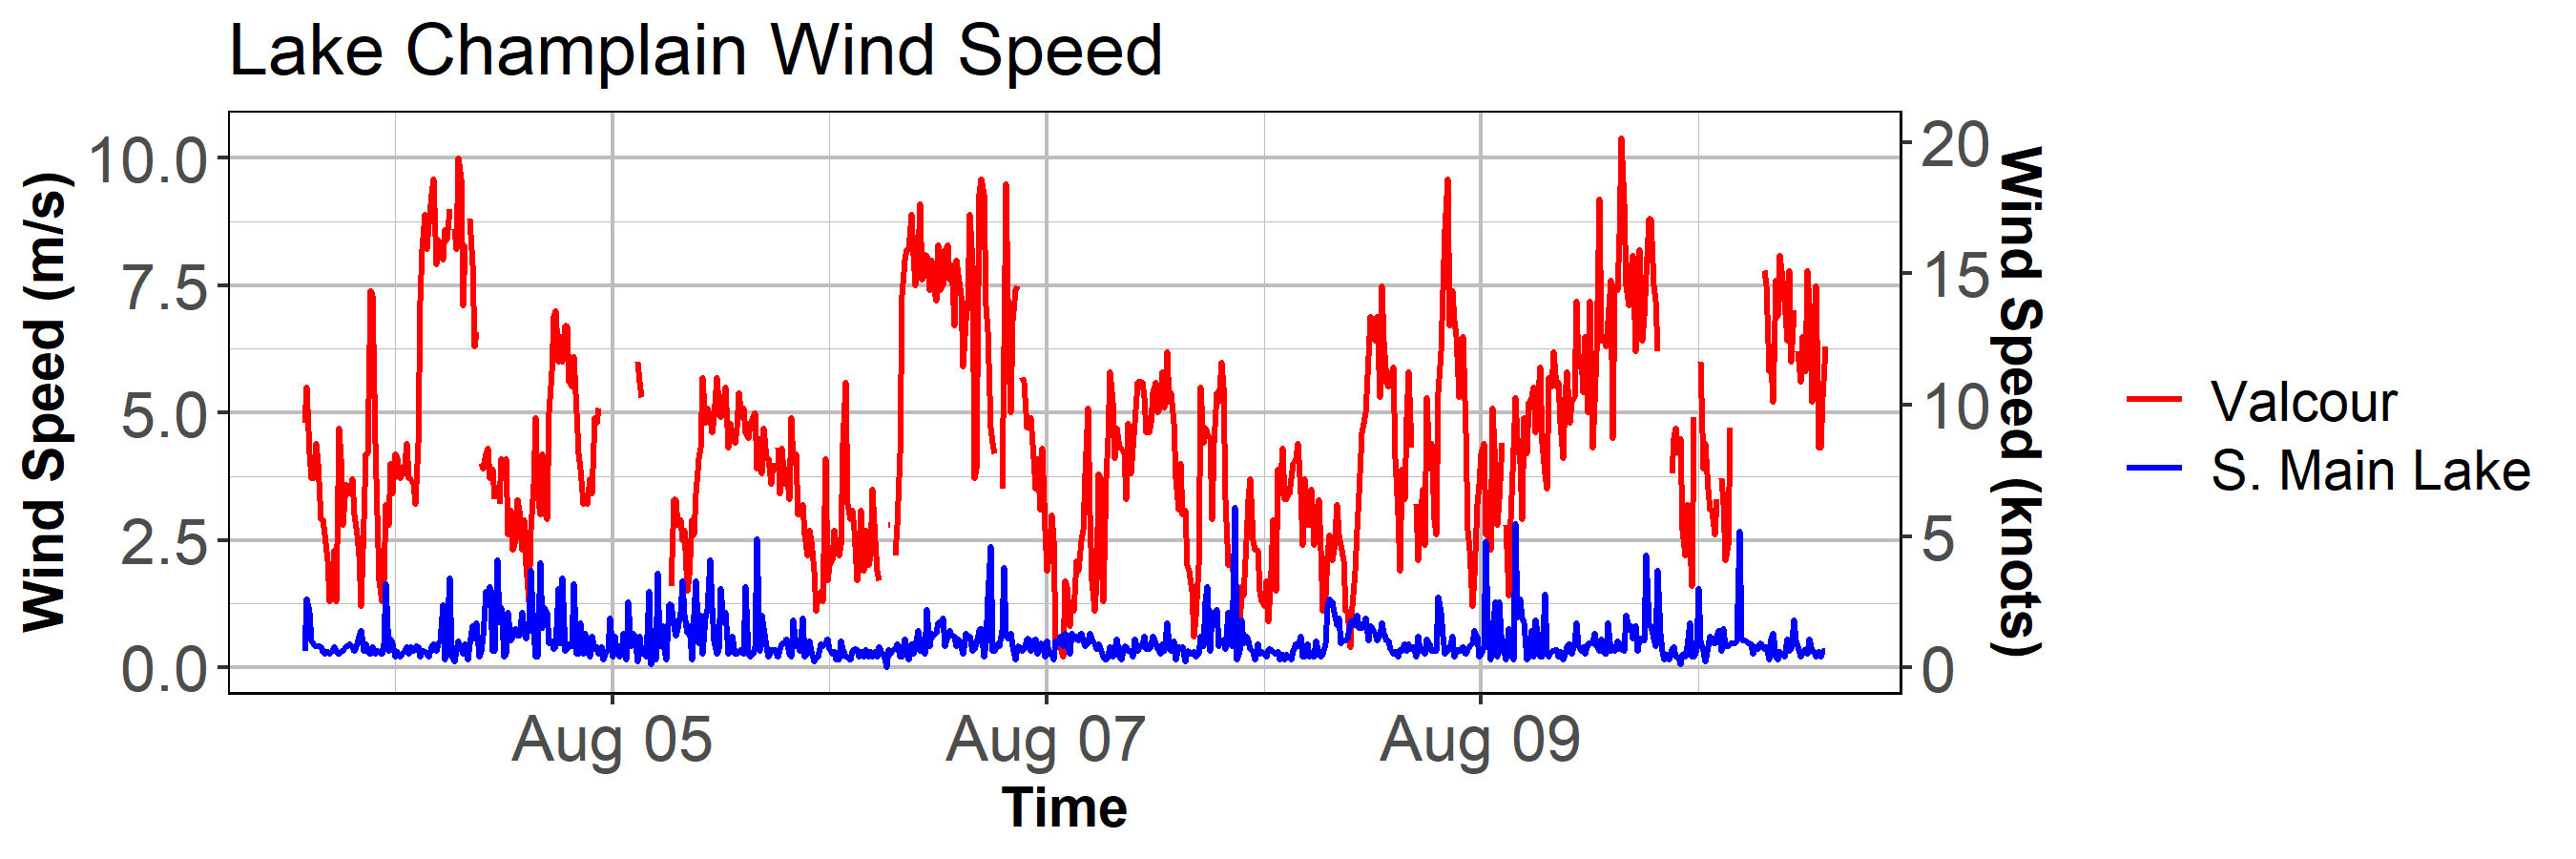 Lake Champlain Wind Speed
Wind Speed (m/s)
10.0
7.5
5.0
2.5
0.0
20
15
10
5
0
Wind Speed (knots)
Aug 05
Aug 07
Aug 09
Time
Valcour
S. Main Lake